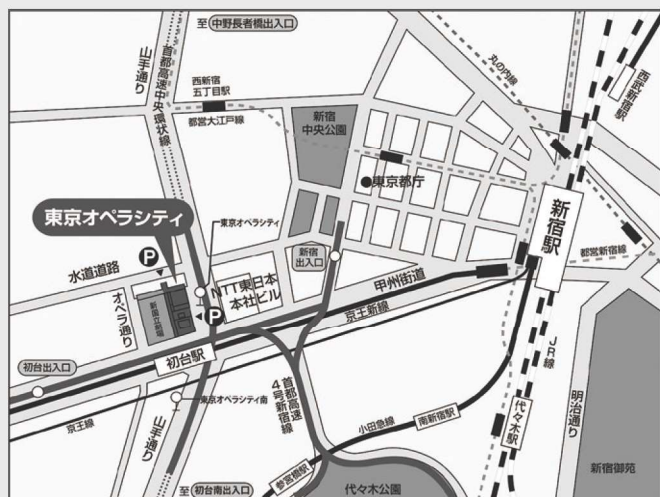 至 中野長者橋出入口
山手通り
首都高速中央環状線
丸の内線
西武新宿駅
西新宿
五丁目駅
都営大江戸線
新宿
中央公園
東京都庁
東京オペラシティ
東京オペラシティ
新宿駅
都営新宿線
P
水道道路
新宿
出入口
NTT東日本
本社ビル
甲州街道
オペラ通り
新国立劇場
P
京王新線
初台駅
初台出入口
JR線
首都高速
4号新宿線
東京オペラシティ南
代々木駅
明治通り
京王線
山手通り
小田急線
南新宿駅
参宮橋駅
新宿御苑
至 初台南出入口
代々木公園